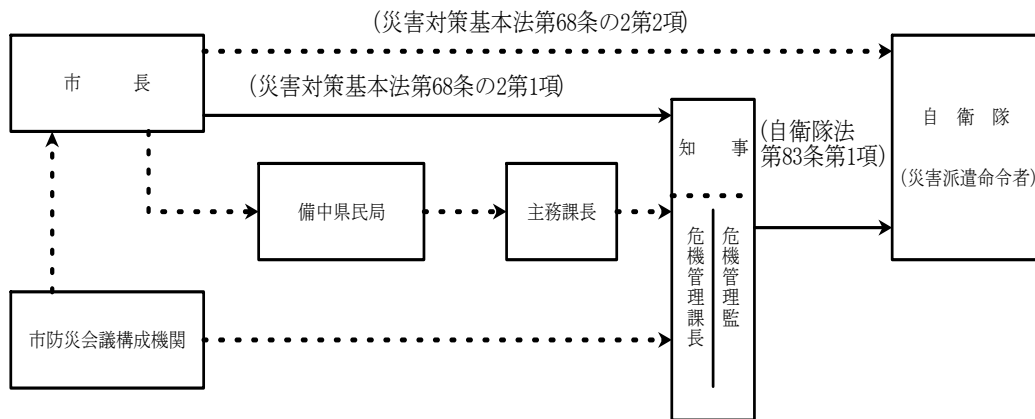 (災害対策基本法第68条の2第2項)
市　長
(災害対策基本法第68条の2第1項)
知　事
(自衛隊法
第83条第1項)
自　衛　隊
(災害派遣命令者)
備中県民局
主務課長
危機管理監
危機管理課長
市防災会議構成機関